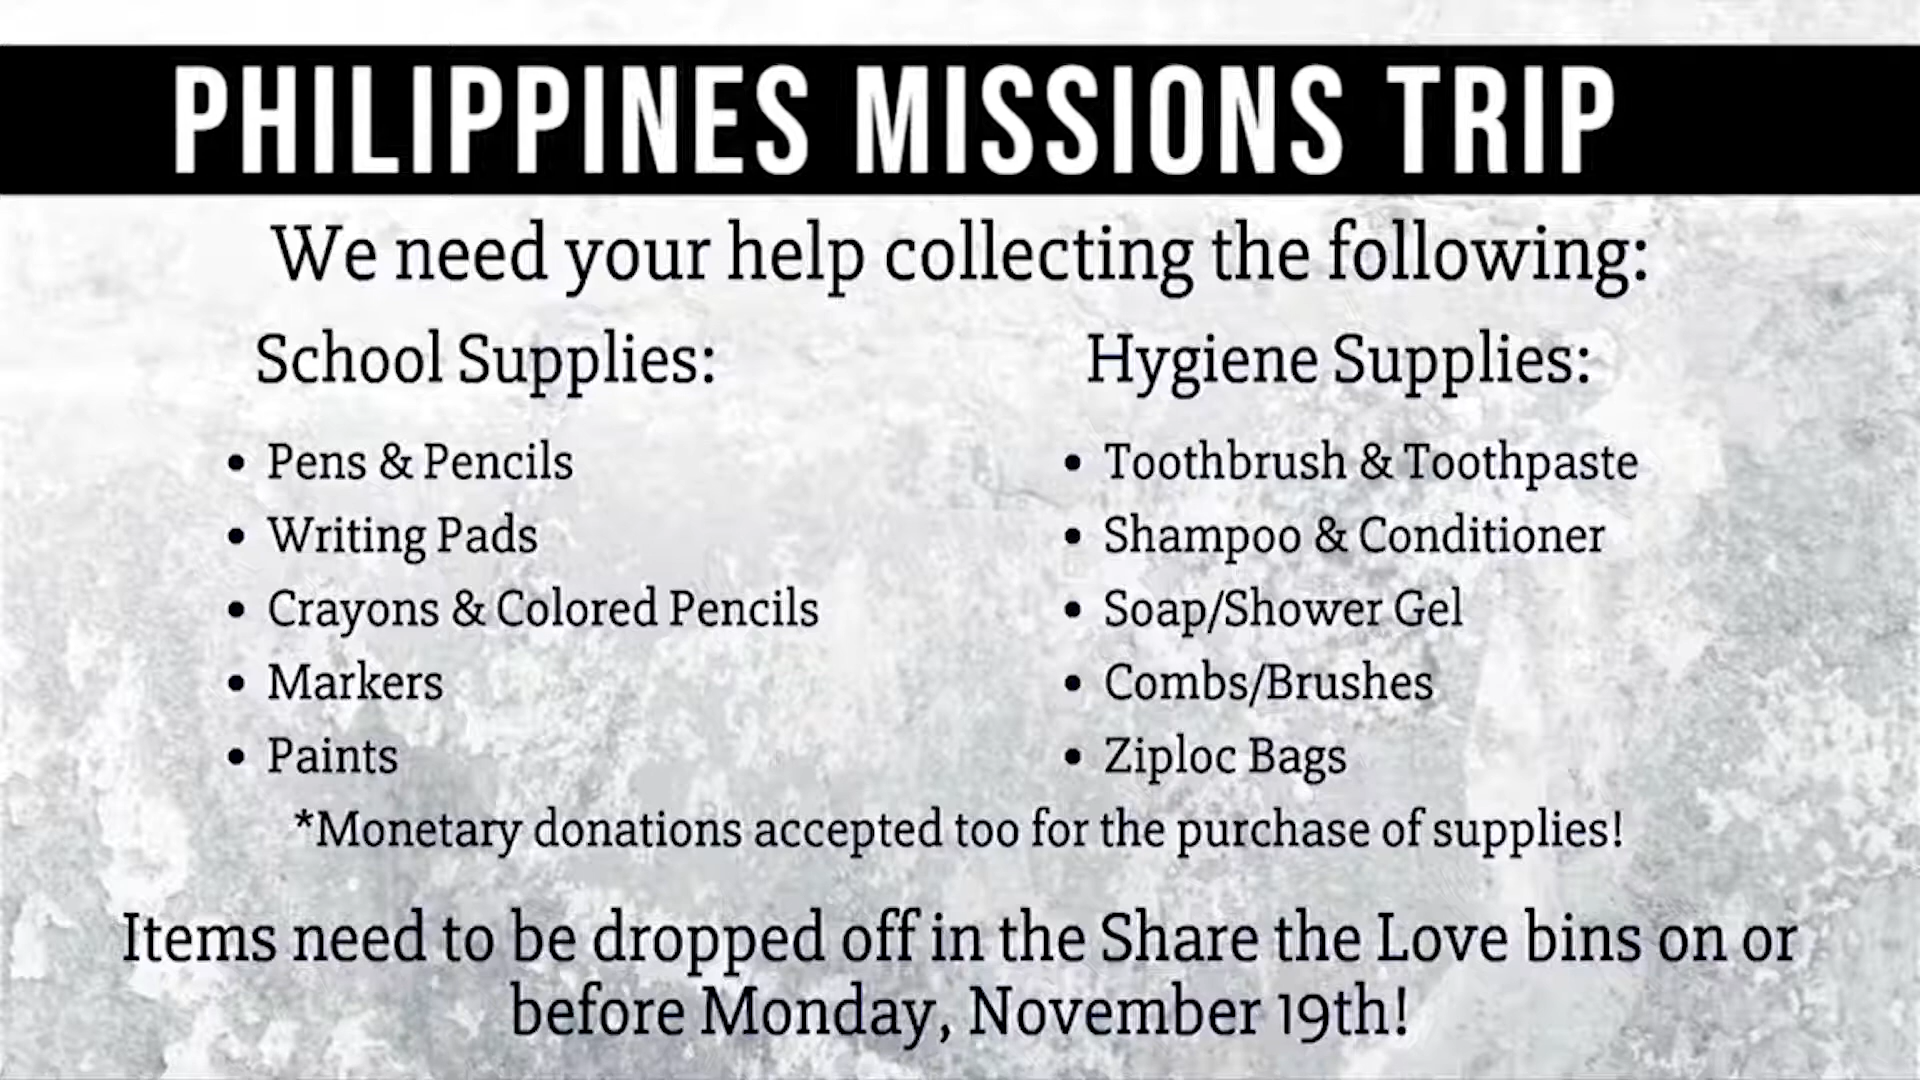 PHILIPPINES MISSIONS TRIP
We need your help collecting the following:
School Supplies:
• Pens & Pencils
• Writing Pads
• Crayons & Colored Pencils
• Markers
• Paints
Hygiene Supplies:
• Toothbrush & Toothpaste
• Shampoo & Conditioner
• Soap/Shower Gel
• Combs/Brushes
• Ziploc Bags
*Monetary donations accepted too for the purchase of supplies!
Items need to be dropped off in the Share the Love bins on or
before Monday, November 19th!